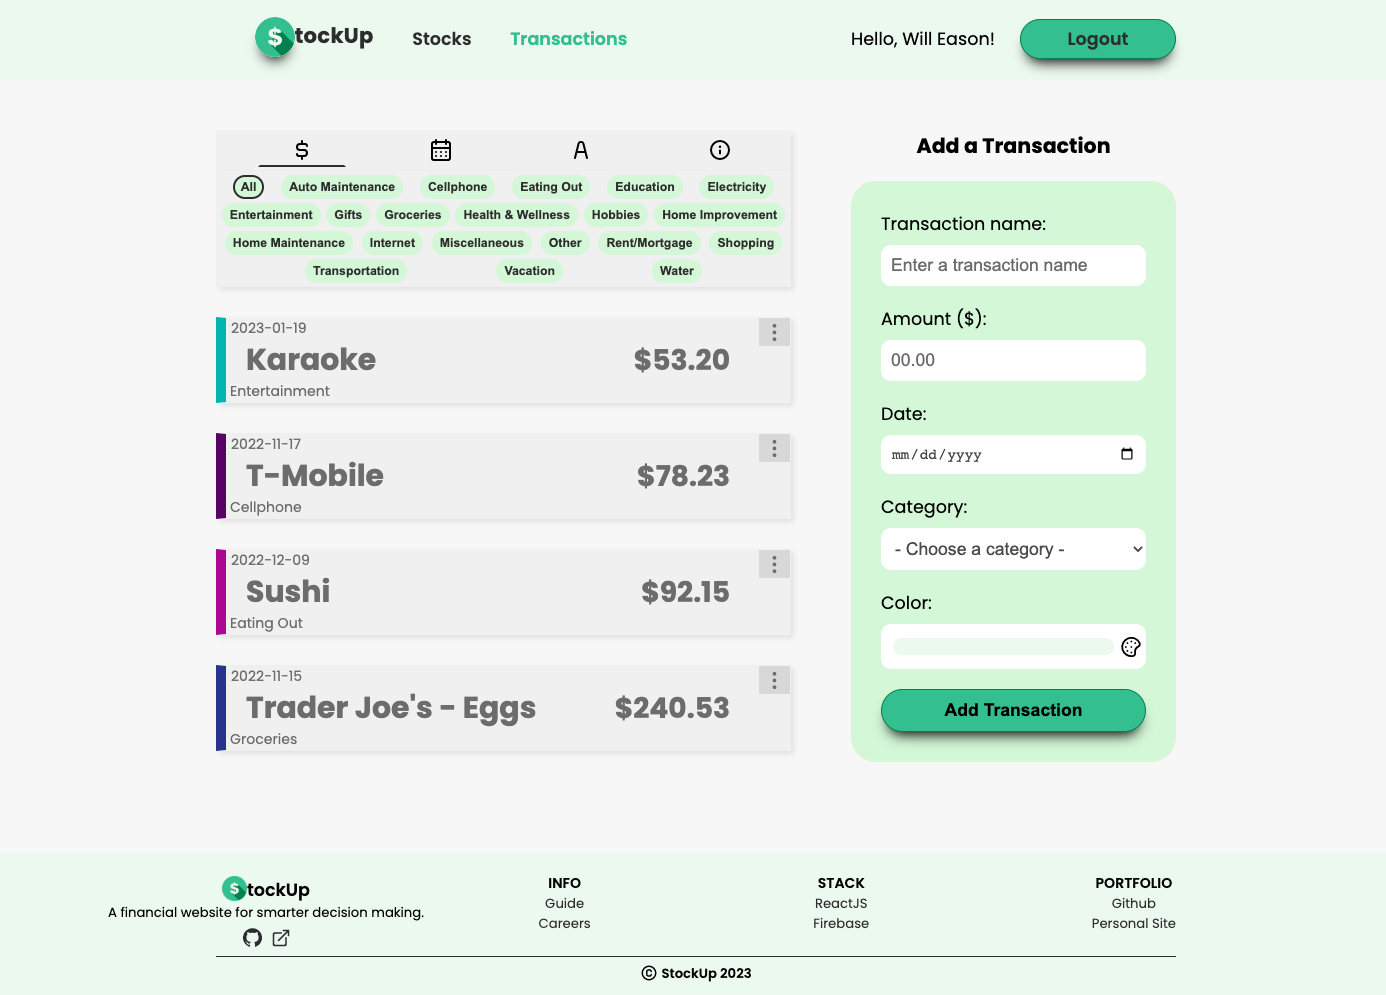 $tockUp
Stocks
Transactions
Hello, Will Eason!
Logout
$
A
All
Auto Maintenance
Cellphone
Eating Out
Education
Electricity
Entertainment
Gifts
Groceries
Health & Wellness
Hobbies
Home Improvement
Home Maintenance
Internet
Miscellaneous
Other
Rent/Mortgage
Shopping
Transportation
Vacation
Water
2023-01-19
Karaoke
$53.20
Entertainment
2022-11-17
T-Mobile
$78.23
Cellphone
2022-12-09
Sushi
$92.15
Eating Out
2022-11-15
Trader Joe's - Eggs
$240.53
Groceries
Add a Transaction
Transaction name:
Enter a transaction name
Amount ($):
00.00
Date:
mm/dd/yyyy
Category:
- Choose a category -
Color:
Add Transaction
$tockUp
A financial website for smarter decision making.
INFO
Guide
Careers
STACK
ReactJS
Firebase
PORTFOLIO
Github
Personal Site
© StockUp 2023